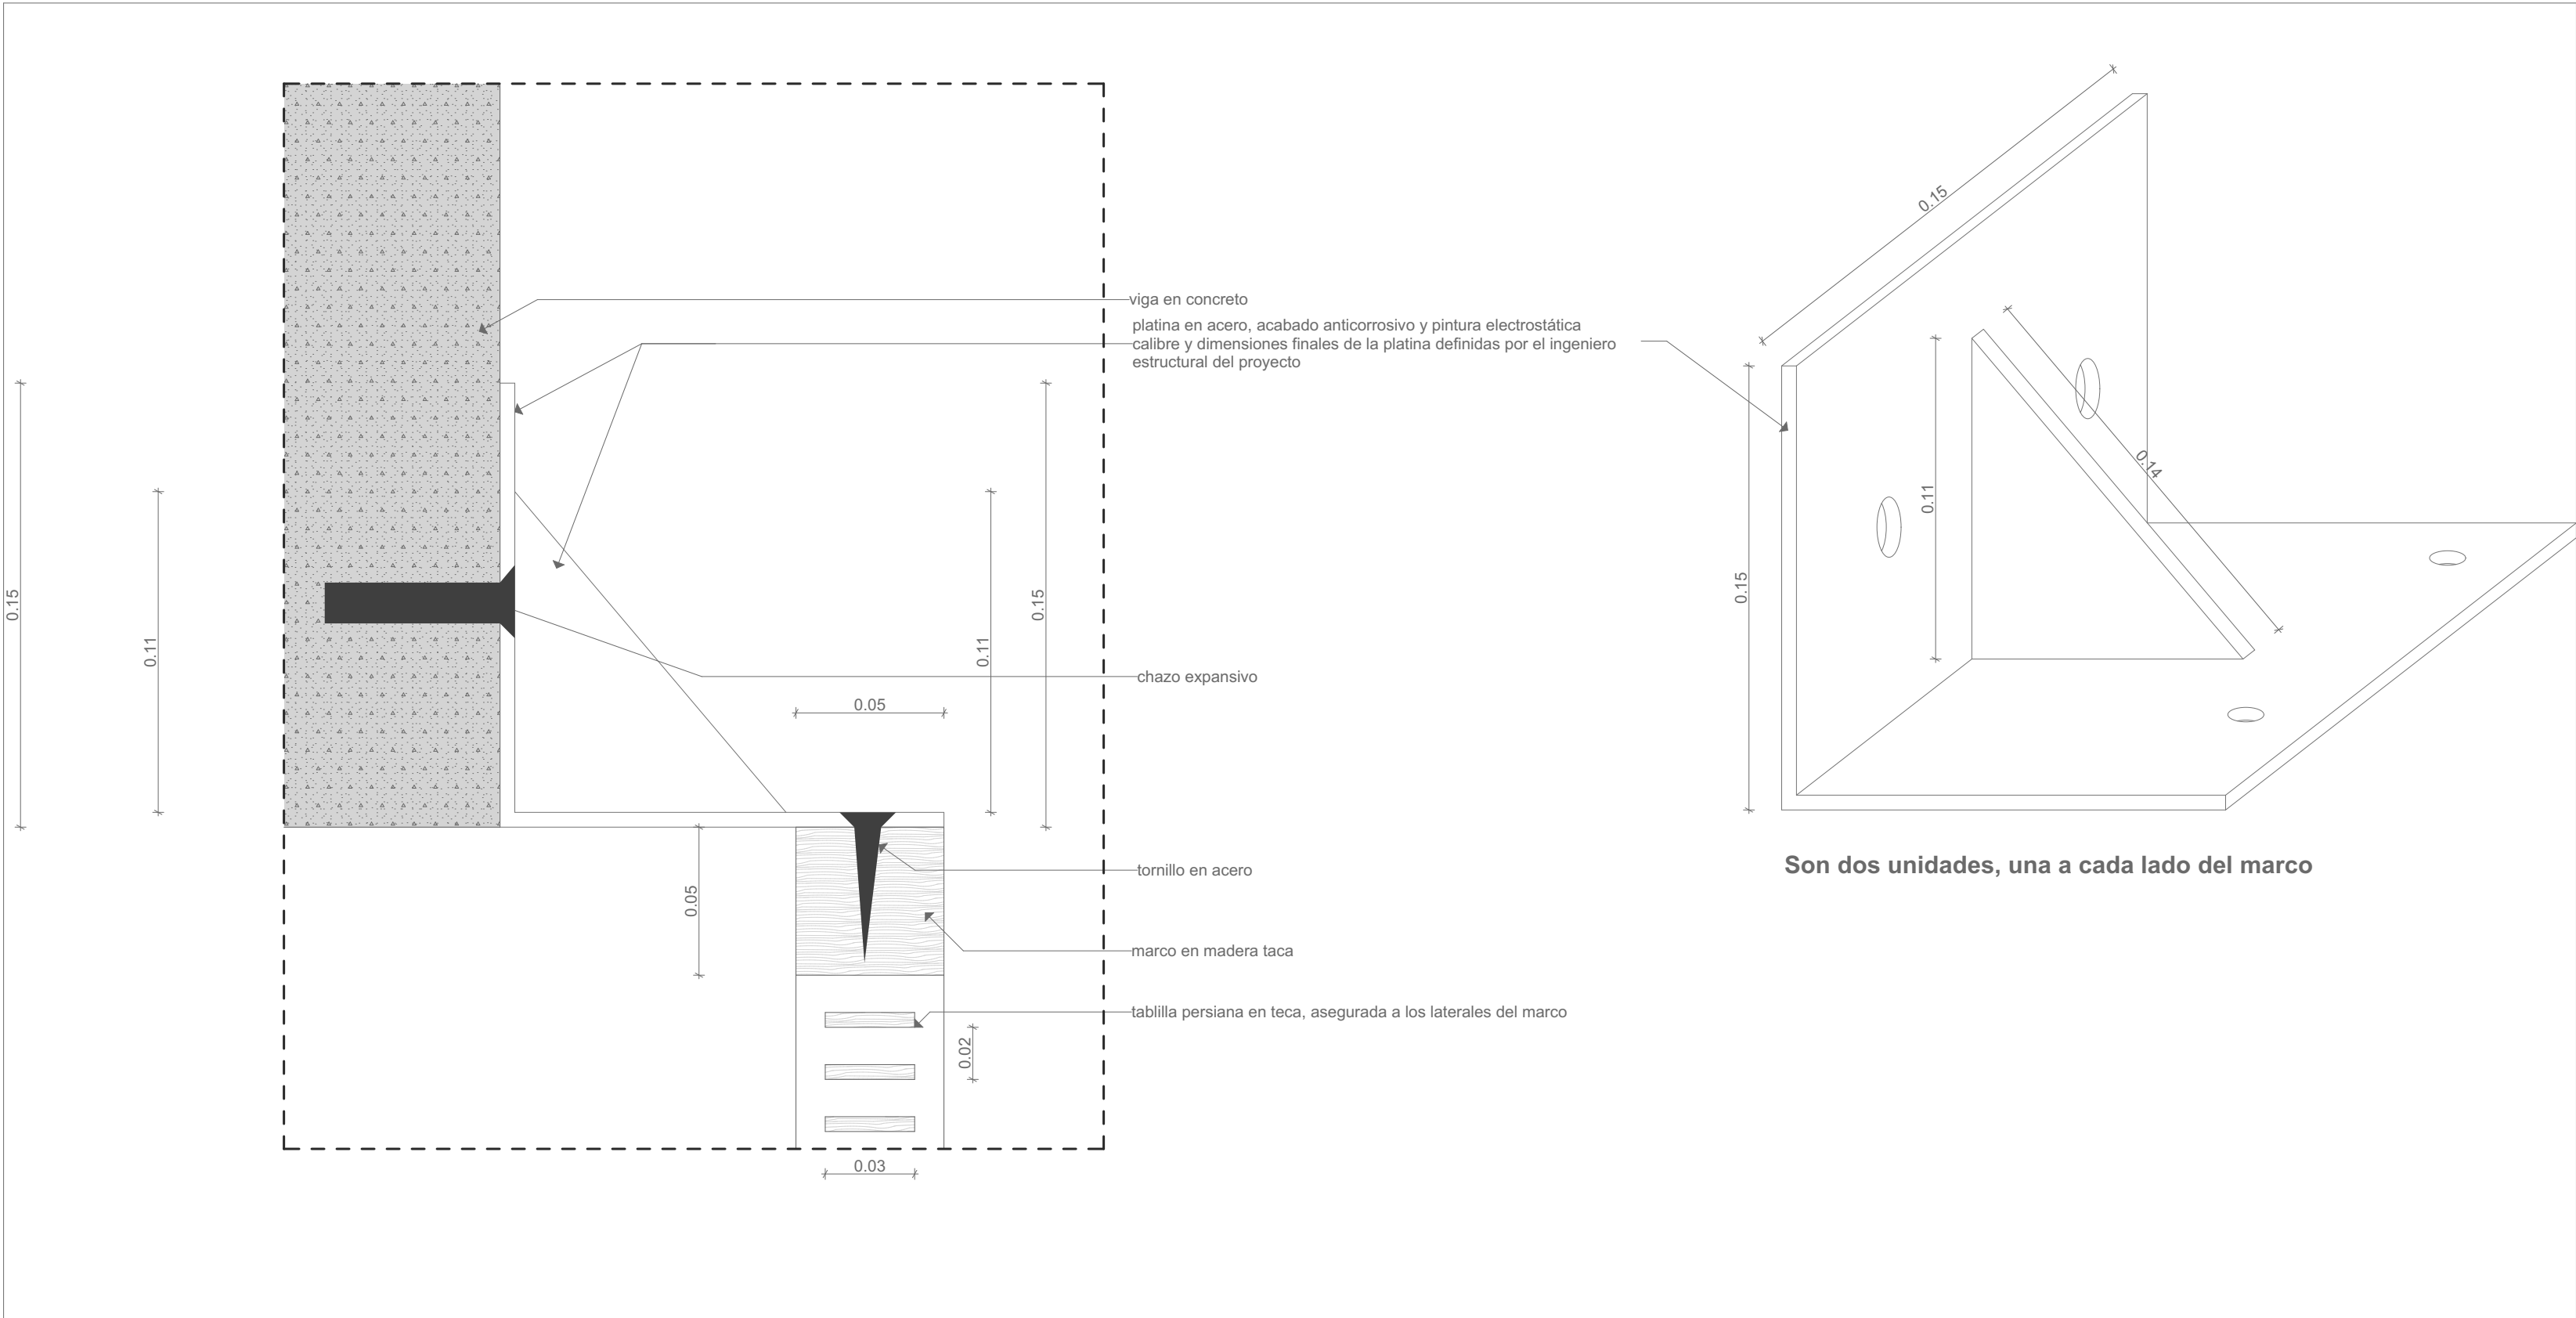 0.15
viga en concreto
platina en acero, acabado anticorrosivo y pintura electrostática
calibre y dimensiones finales de la platina definidas por el ingeniero
estructural del proyecto
0.14
0.11
0.15
0.15
0.15
0.11
0.11
chazo expansivo
0.05
Son dos unidades, una a cada lado del marco
tornillo en acero
0.05
marco en madera taca
tablilla persiana en teca, asegurada a los laterales del marco
0.02
0.03